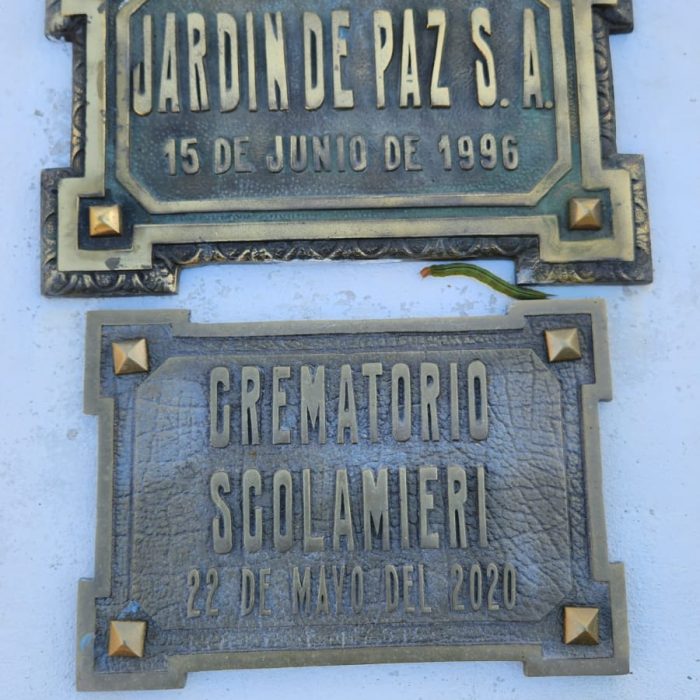 JARDIN DE PAZ S. A.
15 DE JUNIO DE 1996
CREMATORIO
SCOLAMIERI
22 DE MAYO DEL 2020